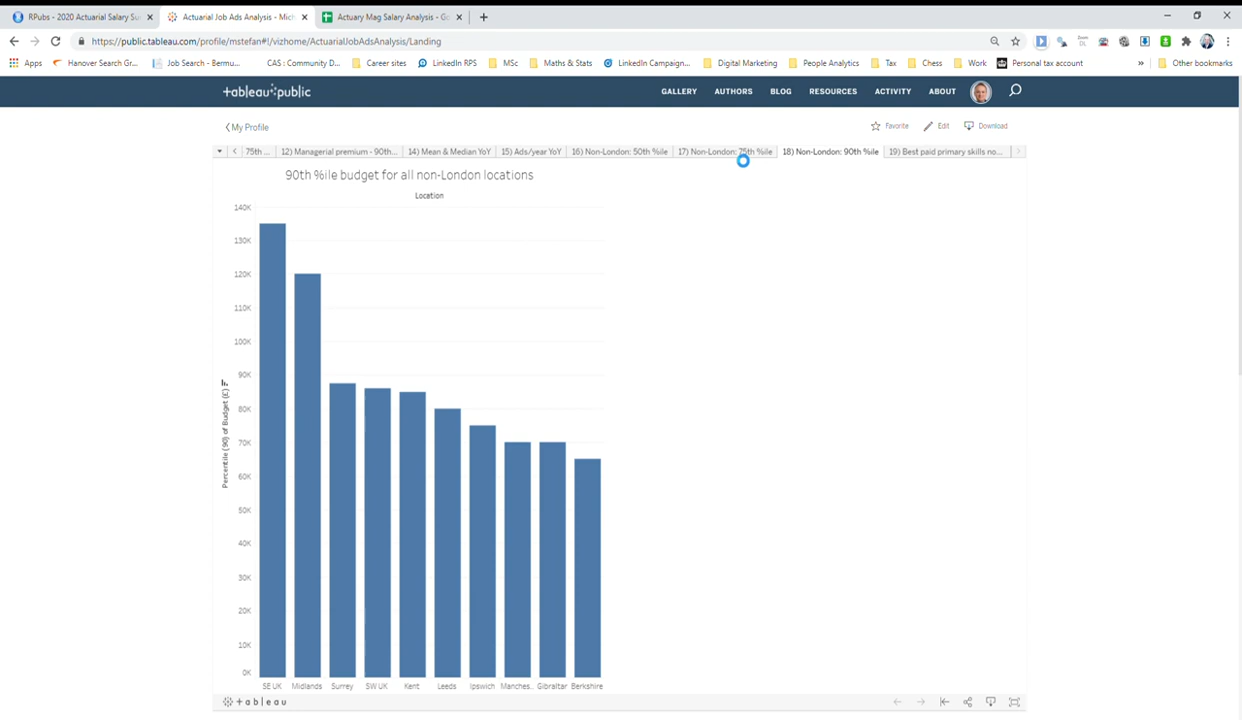 RPubs - 2020 Actuarial Salary Su
Actuarial Job Ads Analysis - Mich
Actuary Mag Salary Analysis - Go
https://public.tableau.com/profile/mstefan#!/vizhome/ActuarialJobAdsAnalysis/Landing
Apps
Hanover Search Gr...
Job Search - Bermu...
CAS : Community D...
Career sites
LinkedIn RPS
MSc
Maths & Stats
LinkedIn Campaign...
Digital Marketing
People Analytics
Tax
Chess
Work
Personal tax account
»
Other bookmarks
+ableau public
GALLERY
AUTHORS
BLOG
RESOURCES
ACTIVITY
ABOUT
My Profile
Favorite
Edit
Download
75th ...
12) Managerial premium - 90th...
14) Mean & Median YoY
15) Ads/year YoY
16) Non-London: 50th %ile
17) Non-London: 75th %ile
18) Non-London: 90th %ile
19) Best paid primary skills no...
90th %ile budget for all non-London locations
Location
140K
130K
120K
110K
100K
90K
80K
70K
60K
50K
40K
30K
20K
10K
0K
Percentile (90) of Budget (£)
SE UK
Midlands
Surrey
SW UK
Kent
Leeds
Ipswich
Manches..
Gibraltar
Berkshire
+ a b l e a u